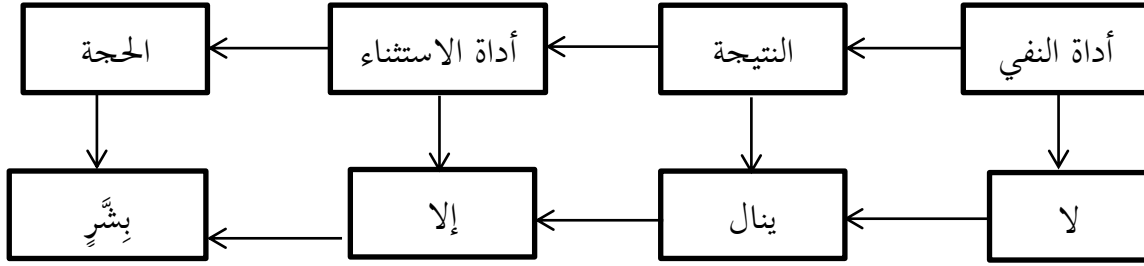 أداة النفي
النتيجة
أداة الاستثناء
الحجة
لا
ينال
إلا
بِشَّرٍ